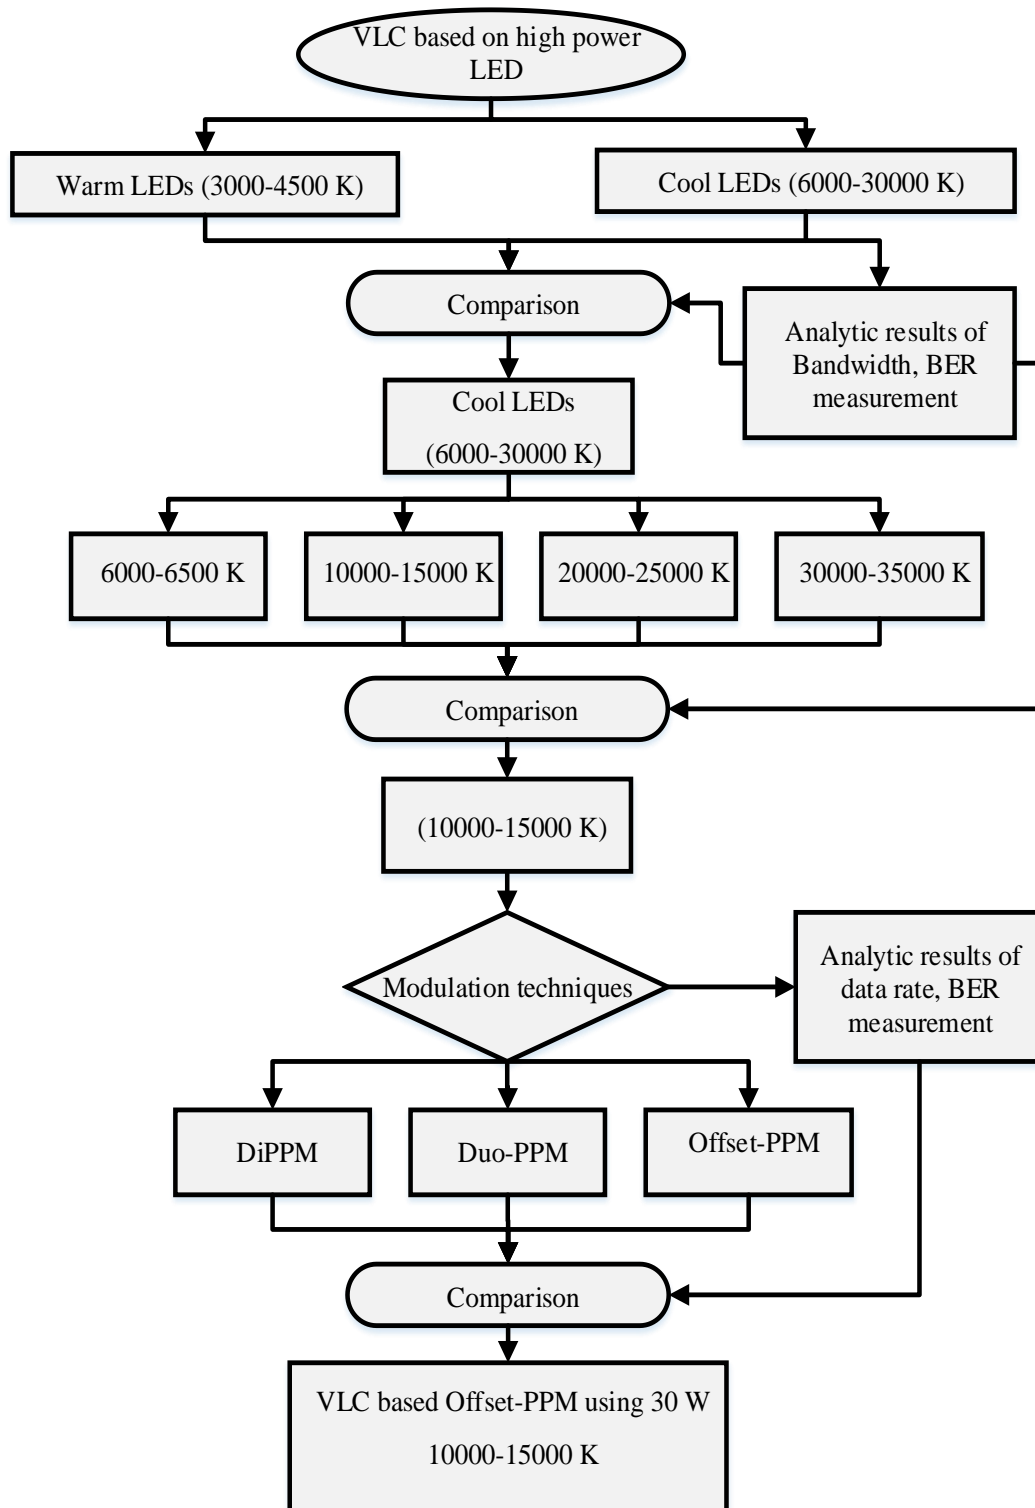 VLC based on high power
LED
Warm LEDs (3000-4500 K)
Cool LEDs (6000-30000 K)
Comparison
Analytic results of
Bandwidth, BER
measurement
Cool LEDs
(6000-30000 K)
6000-6500 K
10000-15000 K
20000-25000 K
30000-35000 K
Comparison
(10000-15000 K)
Modulation techniques
Analytic results of
data rate, BER
measurement
DiPPM
Duo-PPM
Offset-PPM
Comparison
VLC based Offset-PPM using 30 W
10000-15000 K